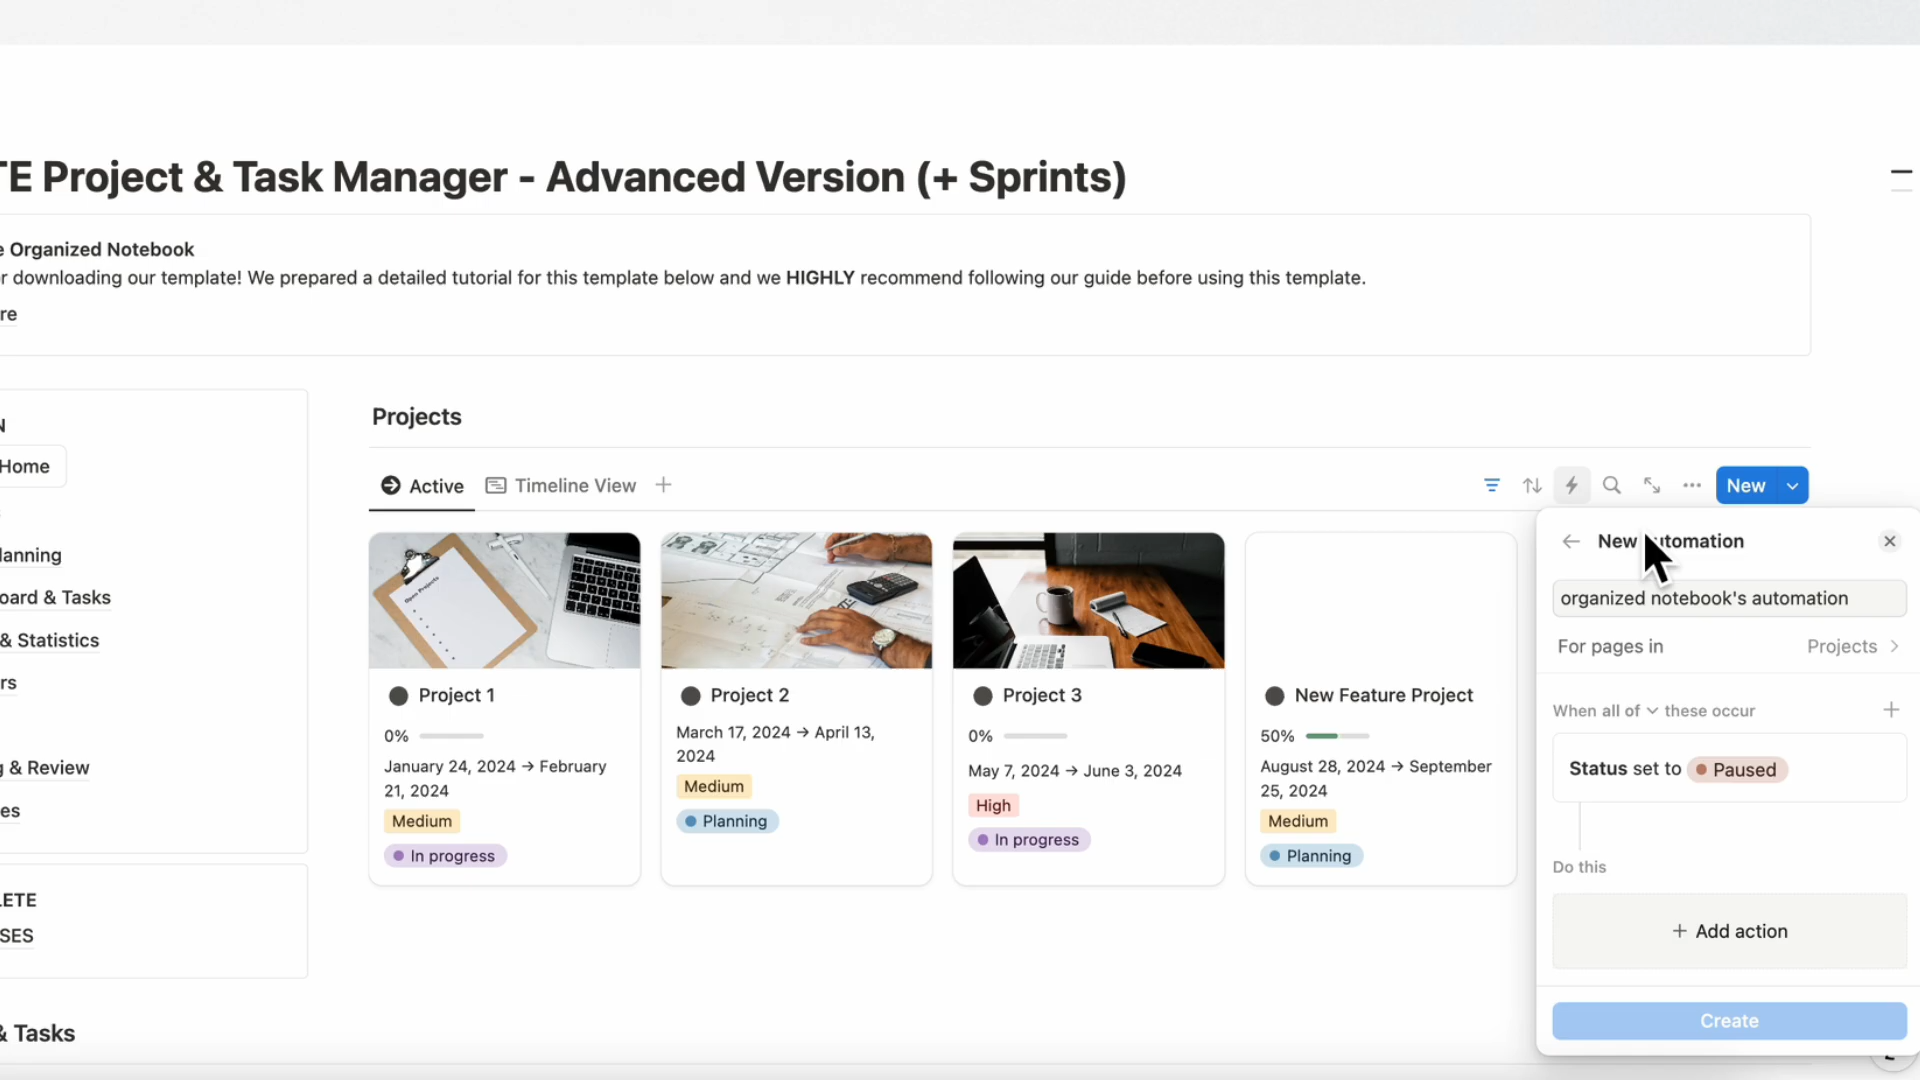 TE Project & Task Manager - Advanced Version (+ Sprints)
e Organized Notebook
r downloading our template! We prepared a detailed tutorial for this template below and we HIGHLY recommend following our guide before using this template.
re
N
Home
lanning
oard & Tasks
& Statistics
rs
g & Review
es
LETE
SES
& Tasks
Projects
Active
Timeline View
New
Project 1
0%
January 24, 2024 → February
21, 2024
Medium
In progress
Project 2
March 17, 2024 → April 13,
2024
Medium
Planning
Project 3
0%
May 7, 2024 → June 3, 2024
High
In progress
New Feature Project
50%
August 28, 2024 → September
25, 2024
Medium
Planning
New tomation
organized notebook's automation
For pages in Projects
When all of these occur
Status set to Paused
Do this
+ Add action
Create